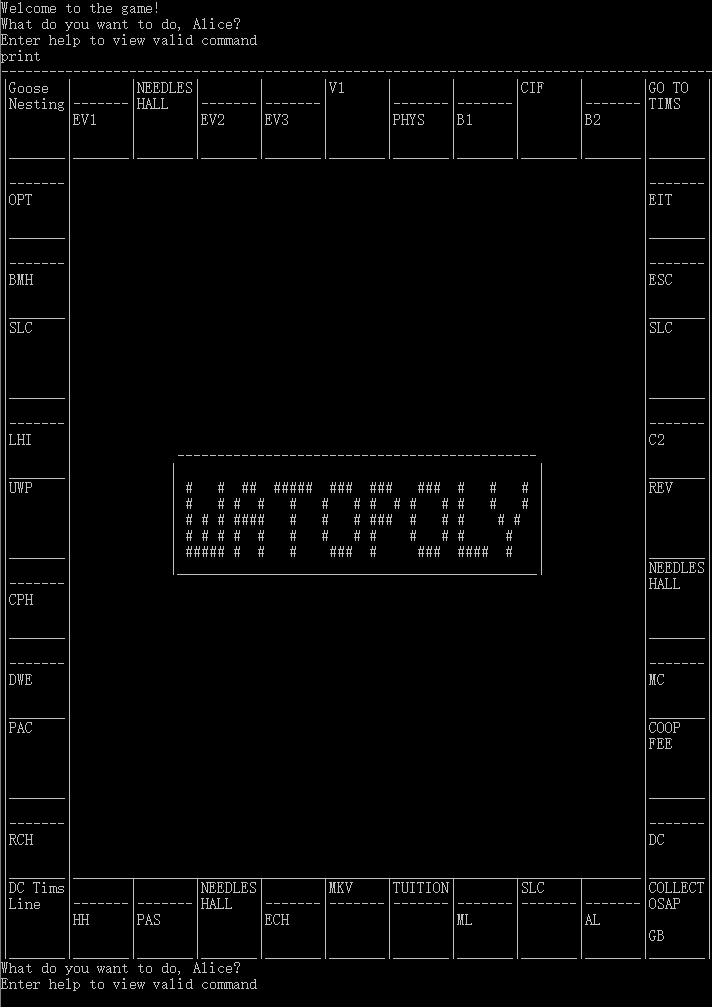 Welcome to the game!
What do you want to do, Alice?
Enter help to view valid command
print
Goose NEEDLES V1 CIF GO TO
Nesting HALL TIMS
EV1 EV2 EV3 PHYS B1 B2
OPT EIT
BMH ESC
SLC SLC
LHI C2
UWP REV
WATOPOLY
NEEDLES
HALL
CPH
DWE MC
PAC COOP
FEE
RCH DC
DC Tims NEEDLES MKV TUITION SLC COLLECT
Line HALL OSAP
HH PAS ECH ML AL
GB
What do you want to do, Alice?
Enter help to view valid command